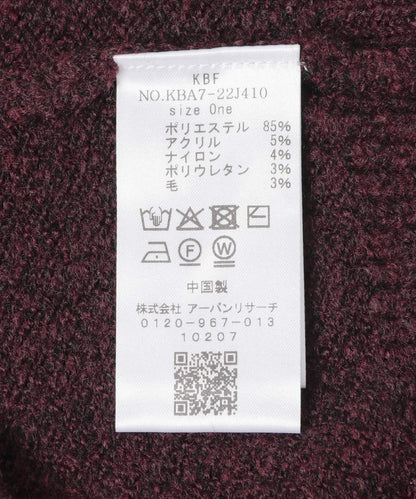 KBF
NO.KBA7-22J410
size One
ポリエステル 85%
アクリル 5%
ナイロン 4%
ポリウレタン 3%
毛 3%
F W
中国製
株式会社 アーバンリサーチ
0120-967-013
10207